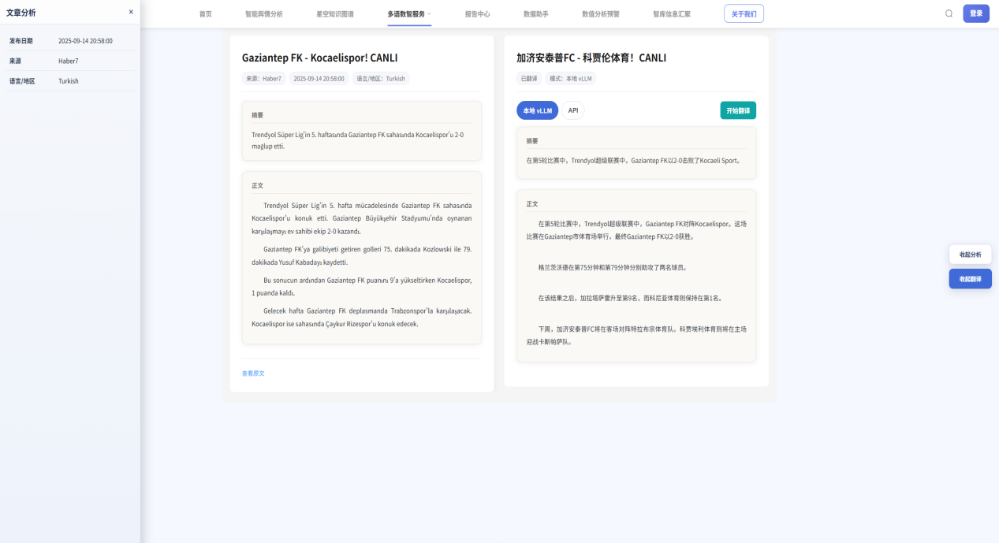 文章分析
×
发布日期 2025-09-14 20:58:00
来源 Haber7
语言/地区 Turkish
首页 智能舆情分析 星空知识图谱 多语数智服务 报告中心 数据助手 数值分析预警 智库信息汇聚 关于我们 登录
Gaziantep FK - Kocaelispor! CANLI
来源：Haber7 2025-09-14 20:58:00 语言/地区：Turkish
摘要
Trendyol Süper Lig'in 5. haftasında Gaziantep FK sahasında Kocaelispor'u 2-0
mağlup etti.
正文
Trendyol Süper Lig'in 5. hafta mücadelesinde Gaziantep FK sahasında
Kocaelispor'u konuk etti. Gaziantep Büyükşehir Stadyumu'nda oynanan
karşılaşmayı ev sahibi ekip 2-0 kazandı.
Gaziantep FK'ya galibiyeti getiren golleri 75. dakikada Kozlowski ile 79.
dakikada Yusuf Kabadayı kaydetti.
Bu sonucun ardından Gaziantep FK puanını 9'a yükseltirken Kocaelispor,
1 puanda kaldı.
Gelecek hafta Gaziantep FK deplasmanda Trabzonspor'la karşılaşacak.
Kocaelispor ise sahasında Çaykur Rizespor'u konuk edecek.
查看原文
加济安泰普FC - 科贾伦体育！CANLI
已翻译 模式：本地 vLLM
本地 vLLM API 开始翻译
摘要
在第5轮比赛中，Trendyol超级联赛中，Gaziantep FK以2-0击败了Kocaeli Sport。
正文
在第5轮比赛中，Trendyol超级联赛中，Gaziantep FK对阵Kocaelispor。这场
比赛在Gaziantep市体育场举行，最终Gaziantep FK以2-0获胜。
格兰茨沃德在第75分钟和第79分钟分别助攻了两名球员。
在该结果之后，加拉塔萨雷升至第9名，而科尼亚体育则保持在第1名。
下周，加济安泰普FC将在客场对阵特拉布宗体育队。科贾埃利体育则将在主场
迎战卡斯帕萨队。
收起分析
收起翻译